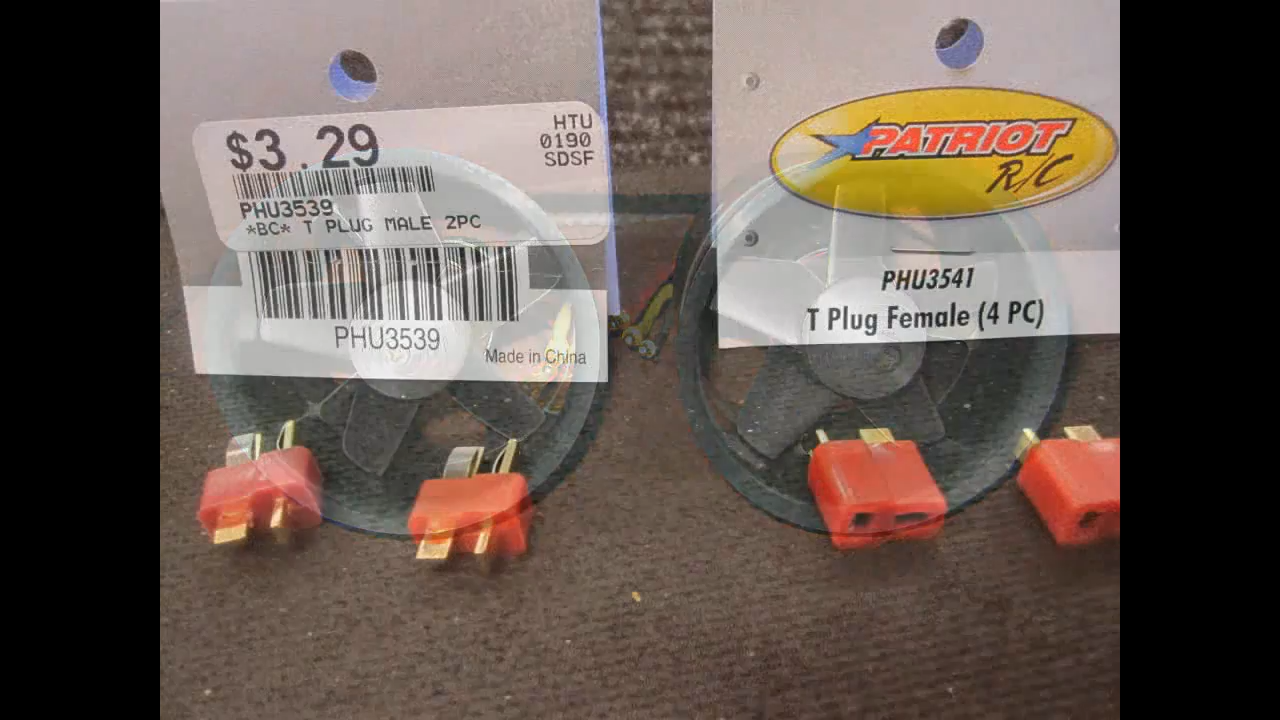 $3.29
HTU
0190
SDSF
PHU3539
*BC* T PLUG MALE 2PC
PHU3539
Made in China
PATRIOT
R/C
PHU3541
T Plug Female (4 PC)